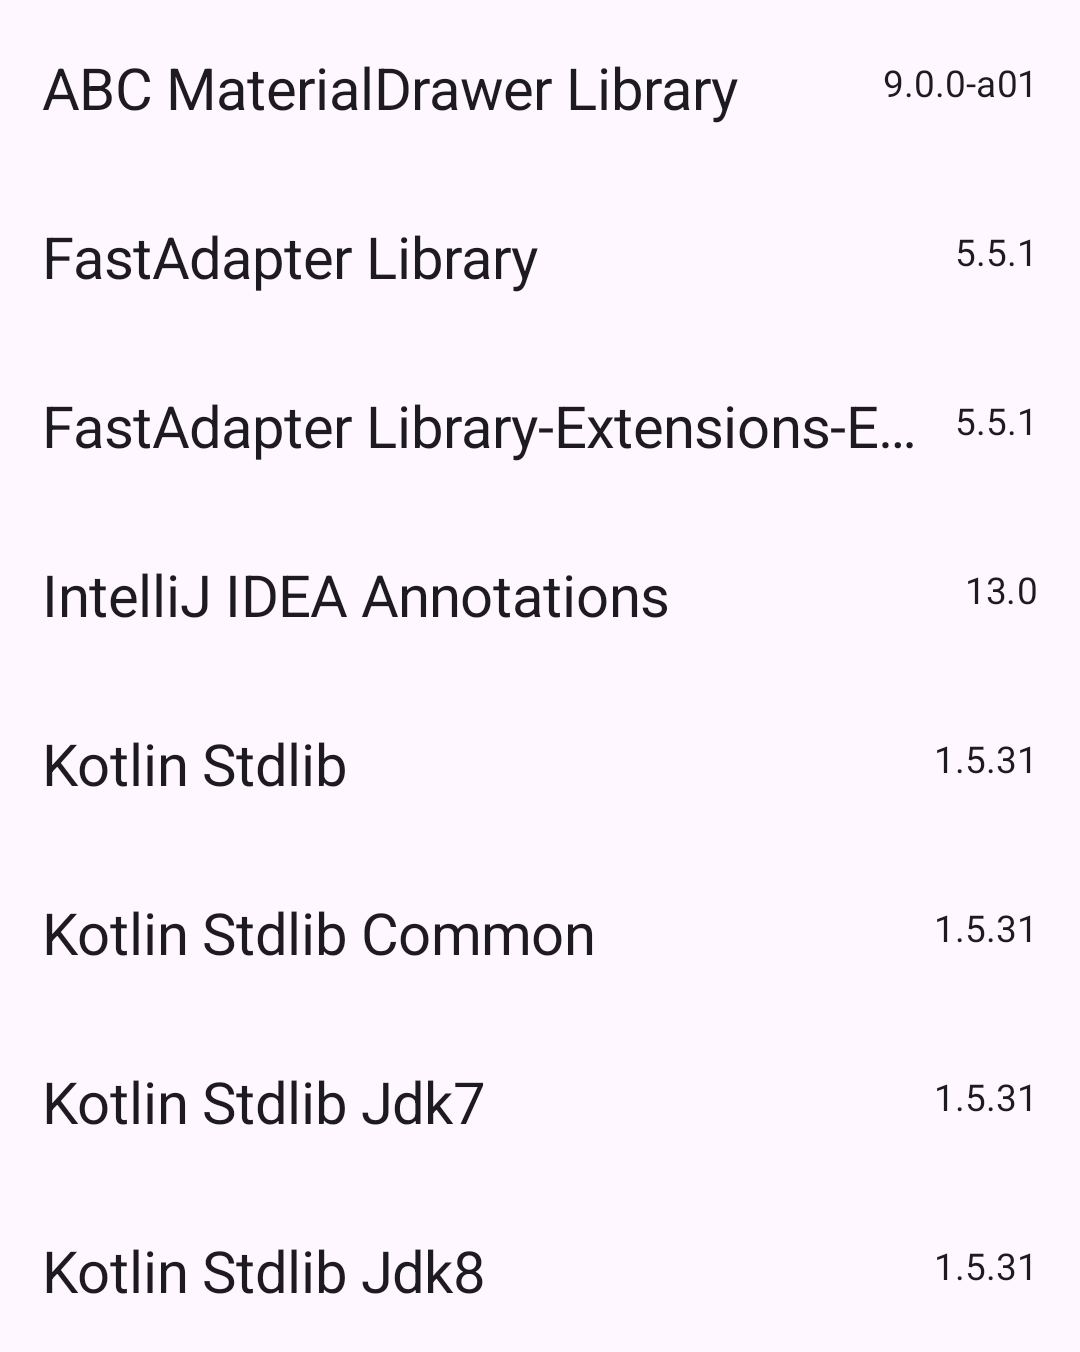 ABC MaterialDrawer Library 9.0.0-a01
FastAdapter Library 5.5.1
FastAdapter Library-Extensions-E... 5.5.1
IntelliJ IDEA Annotations 13.0
Kotlin Stdlib 1.5.31
Kotlin Stdlib Common 1.5.31
Kotlin Stdlib Jdk7 1.5.31
Kotlin Stdlib Jdk8 1.5.31